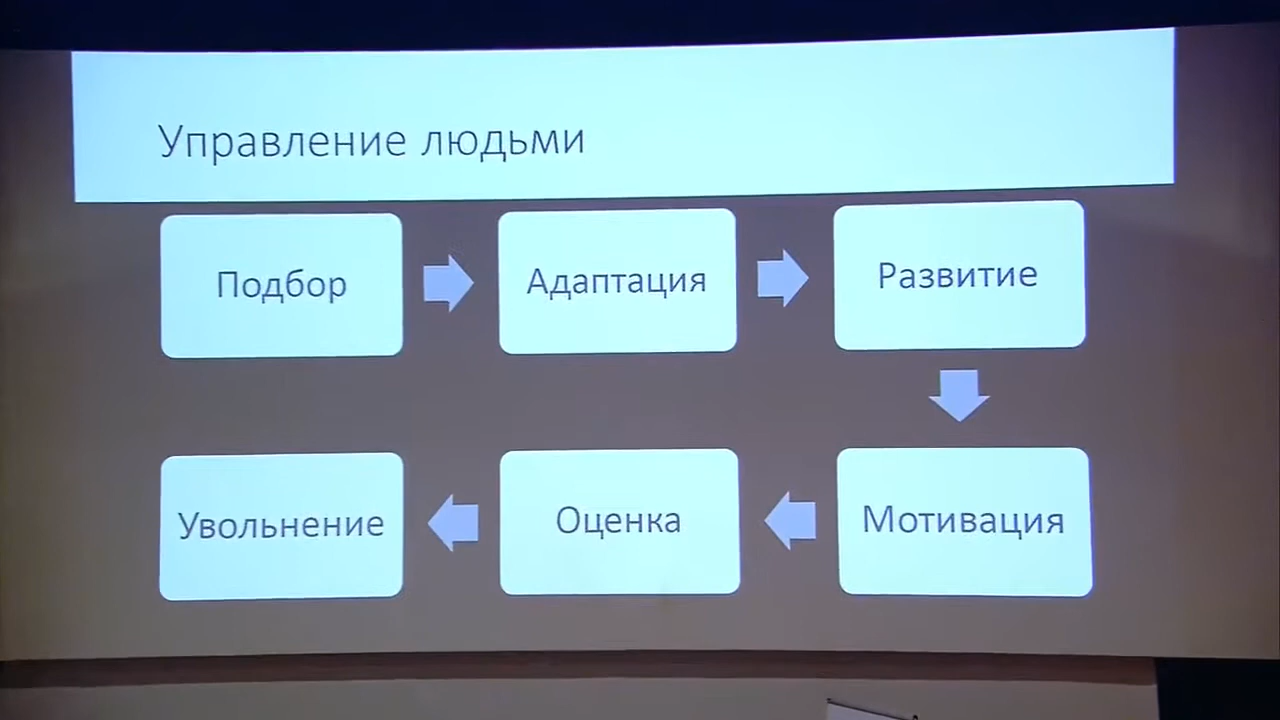 Управление людьми
Подбор
Адаптация
Развитие
Мотивация
Оценка
Увольнение